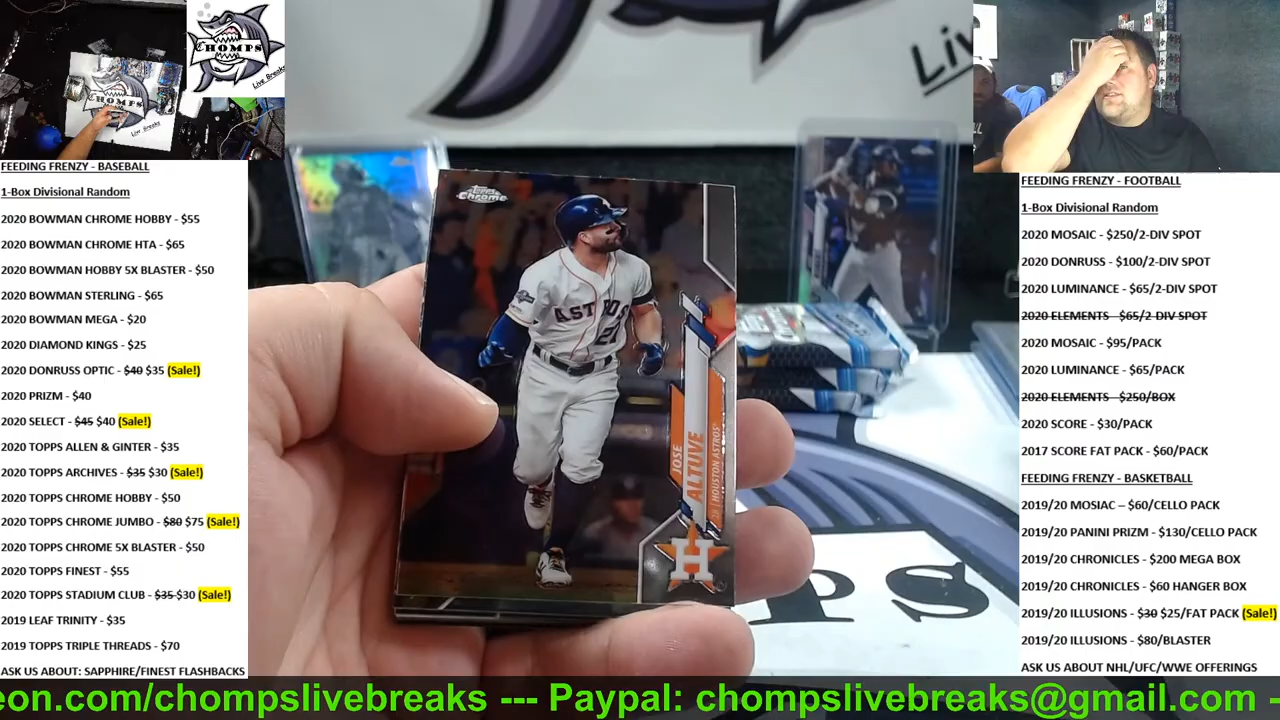 CHOMPS
Live Breaks
CHOMPS
Live Breaks
Liv
FEEDING FRENZY - BASEBALL
1-Box Divisional Random
2020 BOWMAN CHROME HOBBY - $55
2020 BOWMAN CHROME HTA - $65
2020 BOWMAN HOBBY 5X BLASTER - $50
2020 BOWMAN STERLING - $65
2020 BOWMAN MEGA - $20
2020 DIAMOND KINGS - $25
2020 DONRUSS OPTIC - $40 $35 (Sale!)
2020 PRIZM - $40
2020 SELECT - $45 $40 (Sale!)
2020 TOPPS ALLEN & GINTER - $35
2020 TOPPS ARCHIVES - $35 $30 (Sale!)
2020 TOPPS CHROME HOBBY - $50
2020 TOPPS CHROME JUMBO - $80 $75 (Sale!)
2020 TOPPS CHROME 5X BLASTER - $50
2020 TOPPS FINEST - $55
2020 TOPPS STADIUM CLUB - $35 $30 (Sale!)
2019 LEAF TRINITY - $35
2019 TOPPS TRIPLE THREADS - $70
ASK US ABOUT: SAPPHIRE/FINEST FLASHBACKS
Topps
Chrome
ASTROS
27
JOSE
ALTUVE
2B | HOUSTON ASTROS
H
PS
FEEDING FRENZY - FOOTBALL
1-Box Divisional Random
2020 MOSAIC - $250/2-DIV SPOT
2020 DONRUSS - $100/2-DIV SPOT
2020 LUMINANCE - $65/2-DIV SPOT
2020 ELEMENTS - $65/2-DIV SPOT
2020 MOSAIC - $95/PACK
2020 LUMINANCE - $65/PACK
2020 ELEMENTS - $250/BOX
2020 SCORE - $30/PACK
2017 SCORE FAT PACK - $60/PACK
FEEDING FRENZY - BASKETBALL
2019/20 MOSIAC – $60/CELLO PACK
2019/20 PANINI PRIZM - $130/CELLO PACK
2019/20 CHRONICLES - $200 MEGA BOX
2019/20 CHRONICLES - $60 HANGER BOX
2019/20 ILLUSIONS - $30 $25/FAT PACK (Sale!)
2019/20 ILLUSIONS - $80/BLASTER
ASK US ABOUT NHL/UFC/WWE OFFERINGS
eon.com/chompslivebreaks --- Paypal: chompslivebreaks@gmail.com -